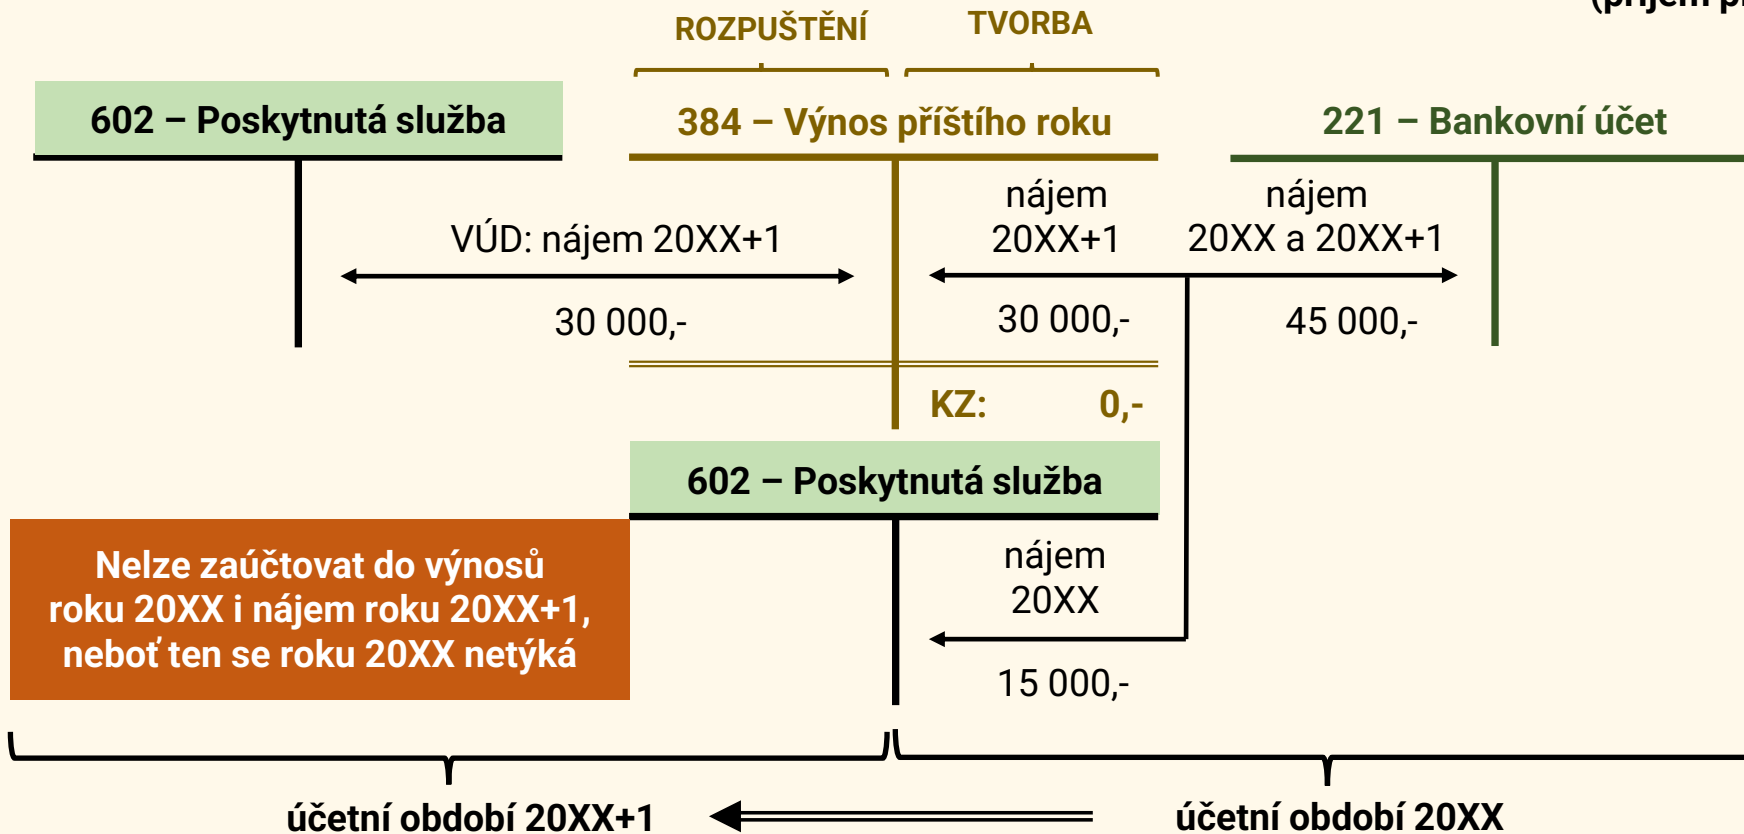 (příjem
ROZPUŠTĚNÍ
TVORBA
602 – Poskytnutá služba
384 – Výnos příštího roku
221 – Bankovní účet
VÚD: nájem 20XX+1
30 000,-
nájem
20XX+1
30 000,-
nájem
20XX a 20XX+1
45 000,-
KZ: 0,-
602 – Poskytnutá služba
Nelze zaúčtovat do výnosů
roku 20XX i nájem roku 20XX+1,
neboť ten se roku 20XX netýká
nájem
20XX
15 000,-
účetní období 20XX+1
účetní období 20XX